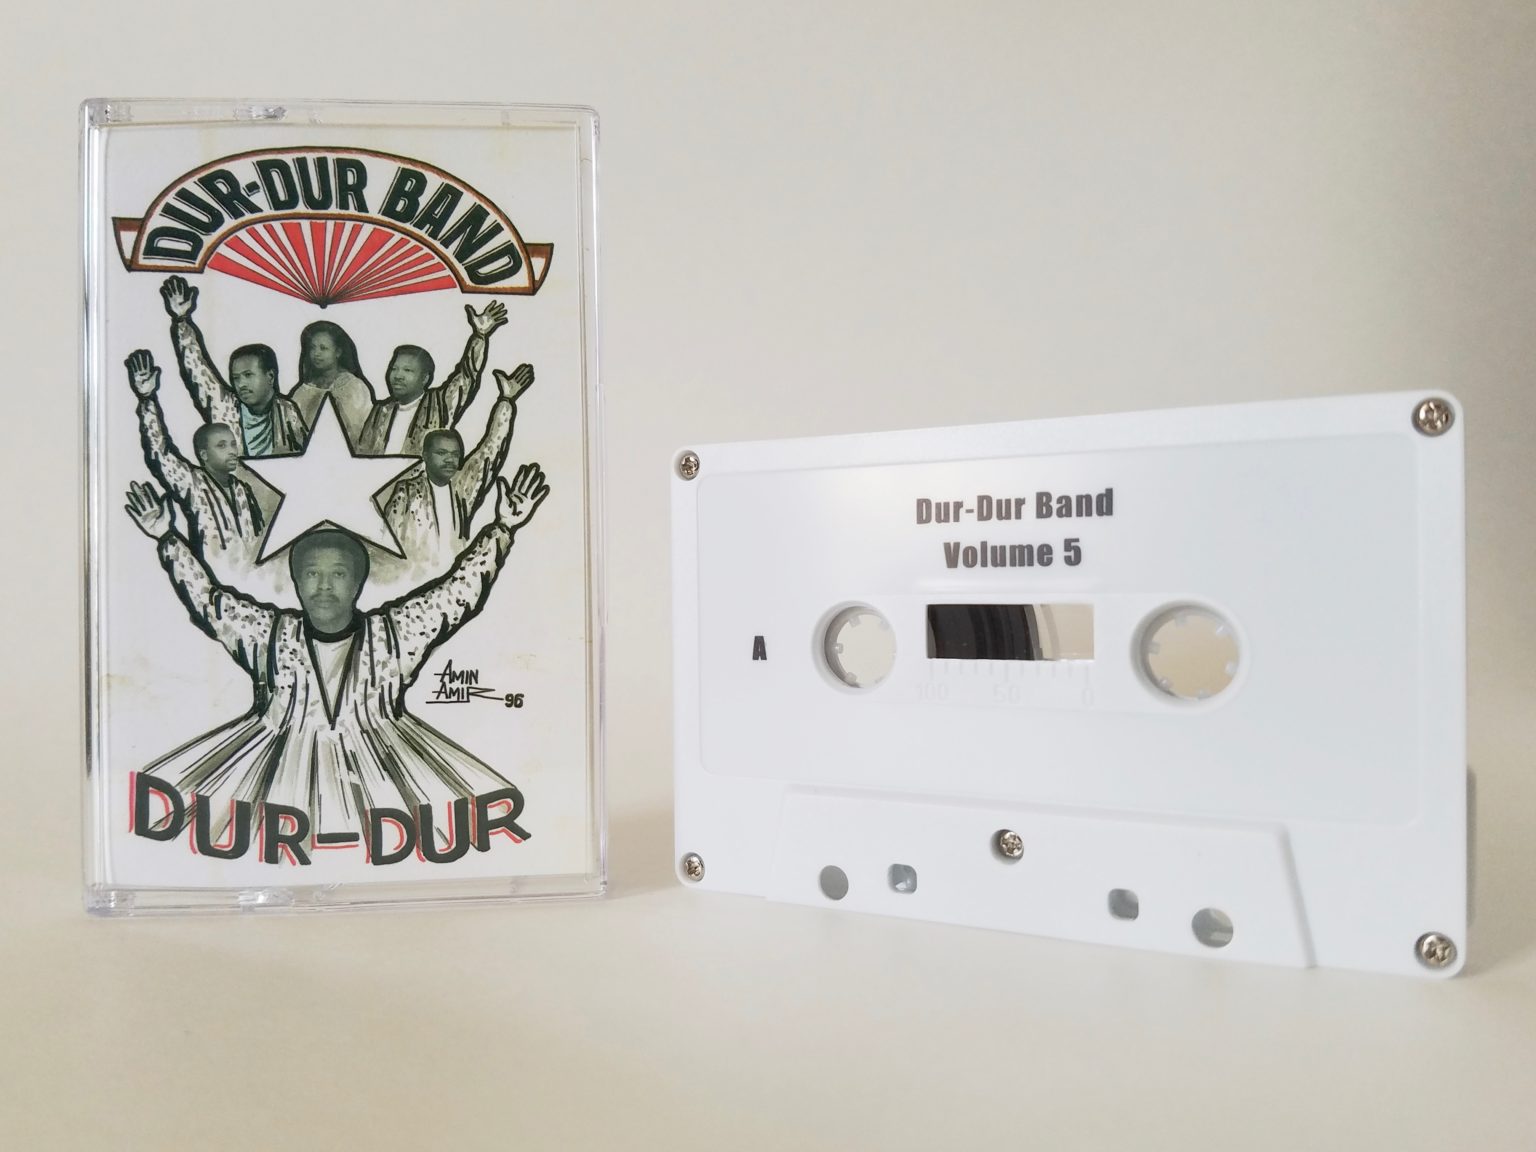 DUR-DUR BAND
AMIN
AMIR 96
DUR-DUR
Dur-Dur Band
Volume 5
A
100 50 0